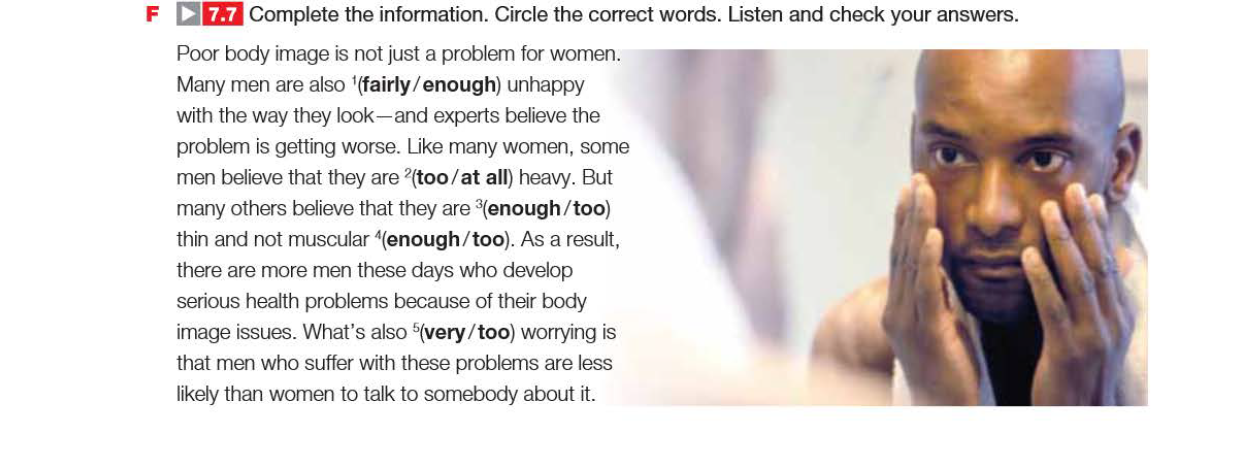 F 7.7 Complete the information. Circle the correct words. Listen and check your answers.
Poor body image is not just a problem for women.
Many men are also ¹(fairly/enough) unhappy
with the way they look—and experts believe the
problem is getting worse. Like many women, some
men believe that they are ²(too/at all) heavy. But
many others believe that they are ³(enough/too)
thin and not muscular ⁴(enough/too). As a result,
there are more men these days who develop
serious health problems because of their body
image issues. What's also ⁵(very/too) worrying is
that men who suffer with these problems are less
likely than women to talk to somebody about it.